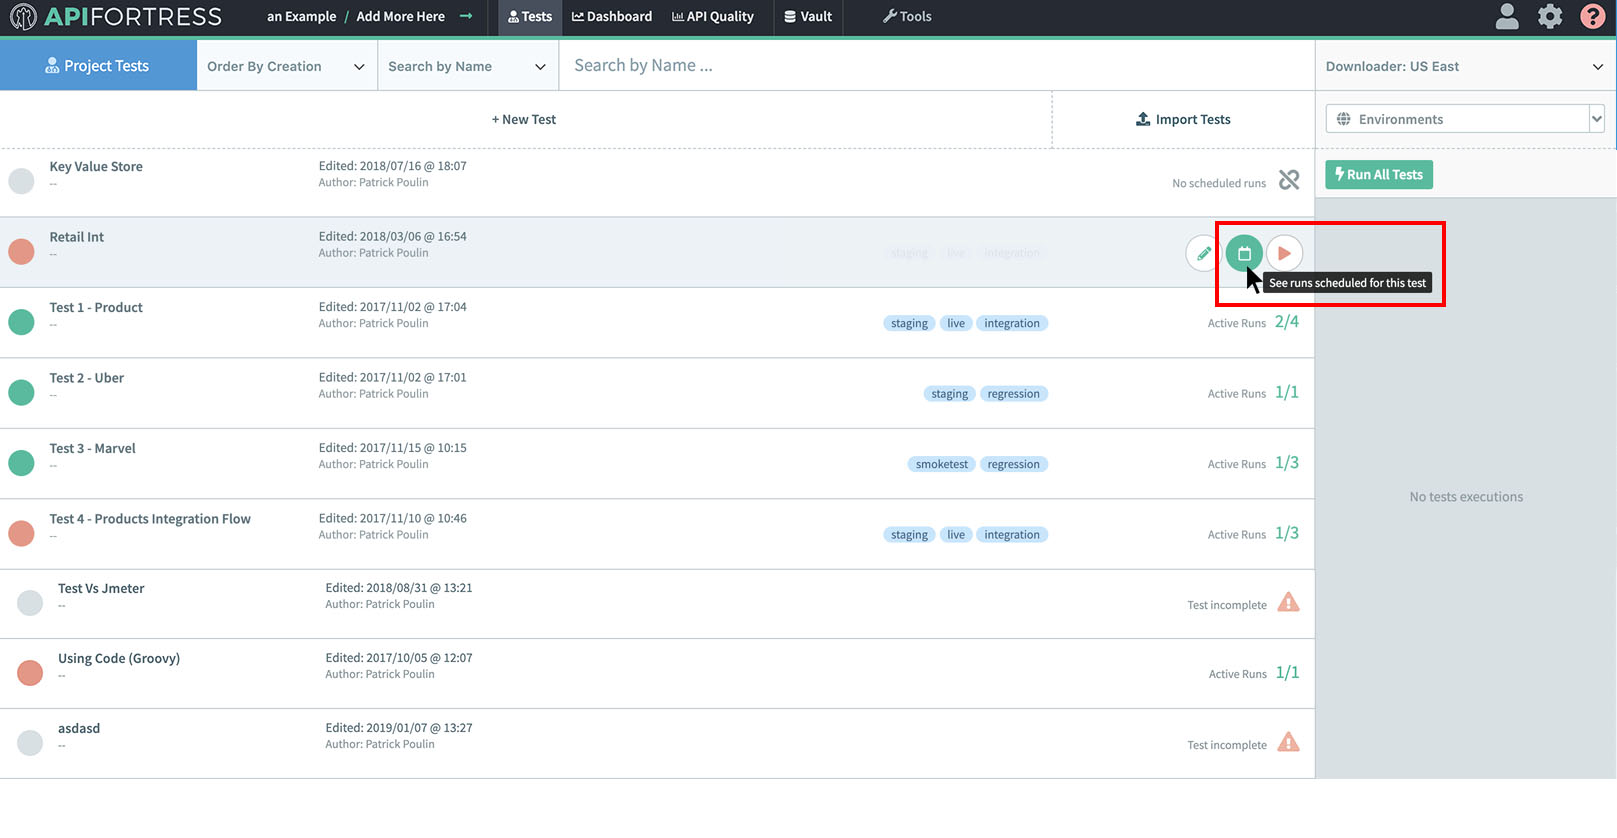 APIFORTRESS an Example / Add More Here → Tests Dashboard API Quality Vault Tools ?
Project Tests Order By Creation Search by Name Search by Name ... Downloader: US East
+ New Test Import Tests Environments
Run All Tests
Key Value Store Edited: 2018/07/16 @ 18:07
-- Author: Patrick Poulin No scheduled runs
Retail Int Edited: 2018/03/06 @ 16:54
-- Author: Patrick Poulin staging live integration
See runs scheduled for this test
Test 1 - Product Edited: 2017/11/02 @ 17:04
-- Author: Patrick Poulin staging live integration Active Runs 2/4
Test 2 - Uber Edited: 2017/11/02 @ 17:01
-- Author: Patrick Poulin staging regression Active Runs 1/1
Test 3 - Marvel Edited: 2017/11/15 @ 10:15
-- Author: Patrick Poulin smoketest regression Active Runs 1/3
No tests executions
Test 4 - Products Integration Flow Edited: 2017/11/10 @ 10:46
-- Author: Patrick Poulin staging live integration Active Runs 1/3
Test Vs Jmeter Edited: 2018/08/31 @ 13:21
-- Author: Patrick Poulin Test incomplete
Using Code (Groovy) Edited: 2017/10/05 @ 12:07
-- Author: Patrick Poulin Active Runs 1/1
asdasd Edited: 2019/01/07 @ 13:27
-- Author: Patrick Poulin Test incomplete